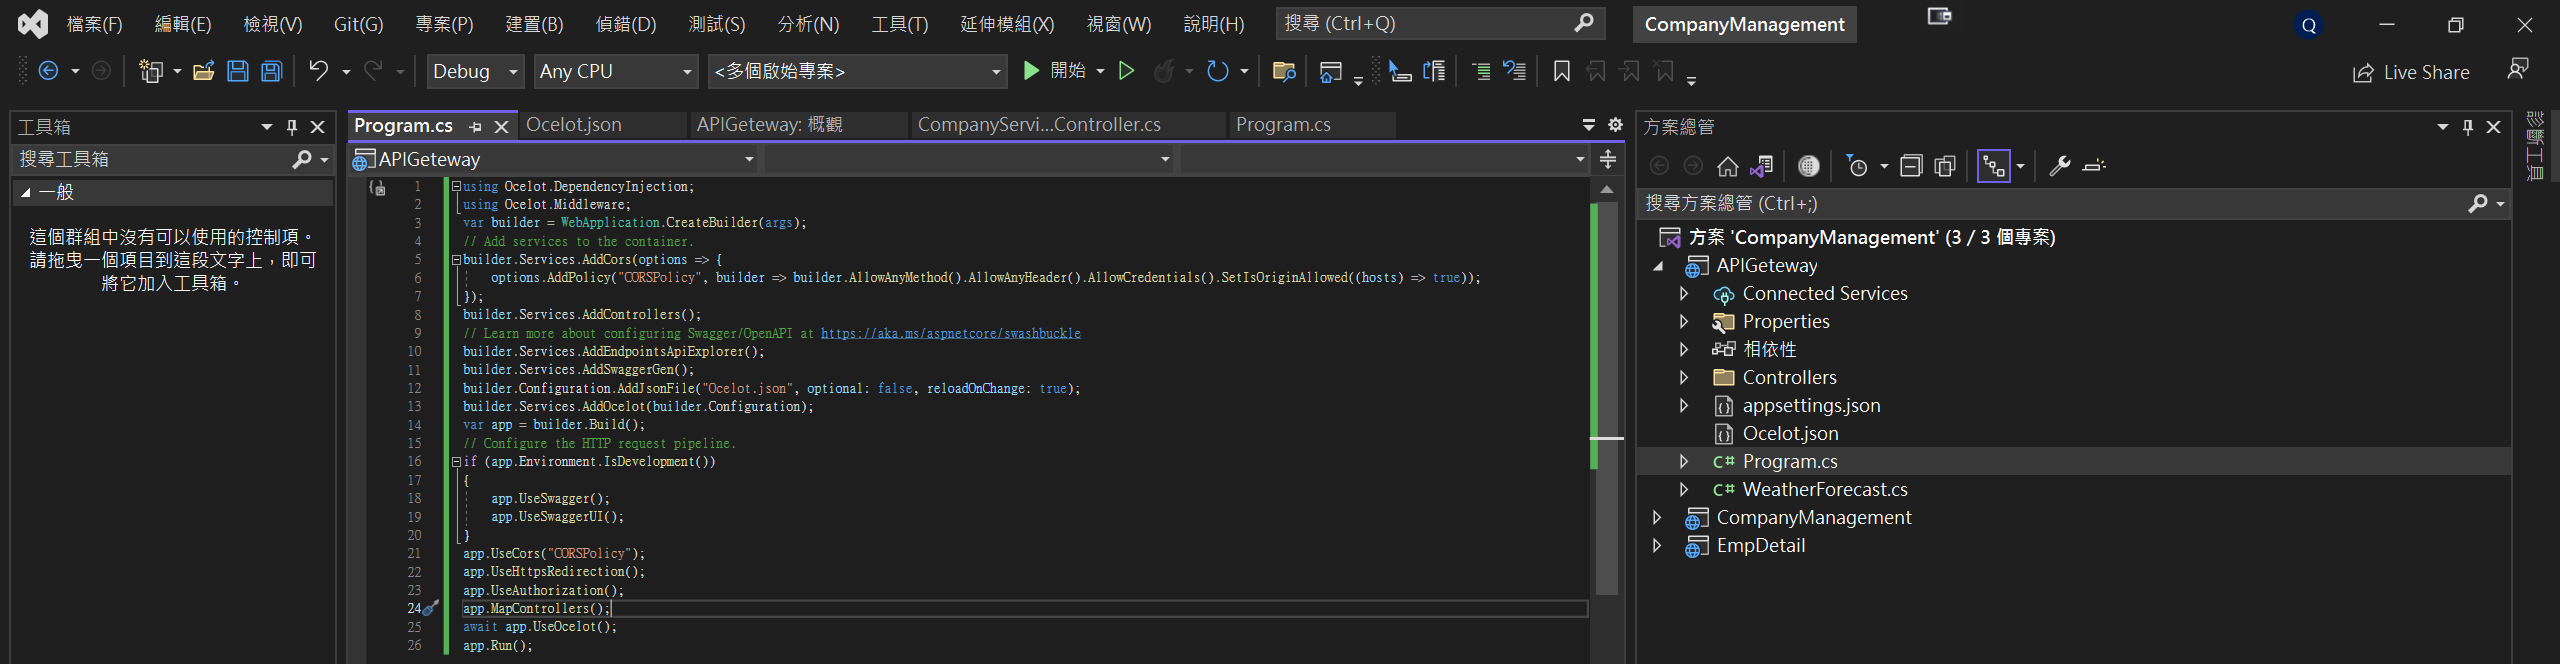 檔案(F) 編輯(E) 檢視(V) Git(G) 專案(P) 建置(B) 偵錯(D) 測試(S) 分析(N) 工具(T) 延伸模組(X) 視窗(W) 說明(H) 搜尋 (Ctrl+Q) CompanyManagement Q
Debug Any CPU <多個啟始專案> 開始 Live Share
工具箱
搜尋工具箱
一般
這個群組中沒有可以使用的控制項。
請拖曳一個項目到這段文字上，即可
將它加入工具箱。
Program.cs Ocelot.json APIGeteway: 概觀 CompanyServi...Controller.cs Program.cs
APIGeteway
1 using Ocelot.DependencyInjection;
2 using Ocelot.Middleware;
3 var builder = WebApplication.CreateBuilder(args);
4 // Add services to the container.
5 builder.Services.AddCors(options => {
6 options.AddPolicy("CORSPolicy", builder => builder.AllowAnyMethod().AllowAnyHeader().AllowCredentials().SetIsOriginAllowed((hosts) => true));
7 });
8 builder.Services.AddControllers();
9 // Learn more about configuring Swagger/OpenAPI at https://aka.ms/aspnetcore/swashbuckle
10 builder.Services.AddEndpointsApiExplorer();
11 builder.Services.AddSwaggerGen();
12 builder.Configuration.AddJsonFile("Ocelot.json", optional: false, reloadOnChange: true);
13 builder.Services.AddOcelot(builder.Configuration);
14 var app = builder.Build();
15 // Configure the HTTP request pipeline.
16 if (app.Environment.IsDevelopment())
17 {
18 app.UseSwagger();
19 app.UseSwaggerUI();
20 }
21 app.UseCors("CORSPolicy");
22 app.UseHttpsRedirection();
23 app.UseAuthorization();
24 app.MapControllers();
25 await app.UseOcelot();
26 app.Run();
方案總管
搜尋方案總管 (Ctrl+;)
方案 'CompanyManagement' (3 / 3 個專案)
APIGeteway
Connected Services
Properties
相依性
Controllers
appsettings.json
Ocelot.json
C# Program.cs
C# WeatherForecast.cs
CompanyManagement
EmpDetail
診斷工具